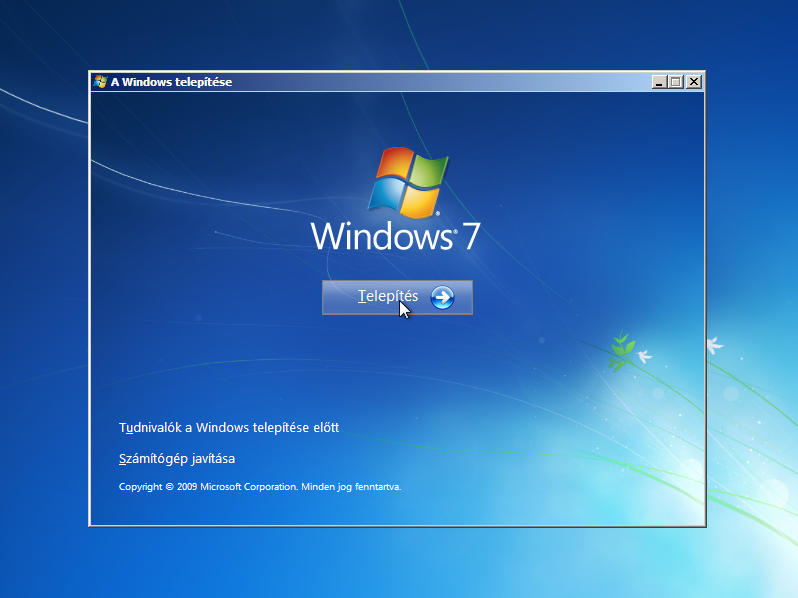 A Windows telepítése
Windows® 7
Telepítés
Tudnivalók a Windows telepítése előtt
Számítógép javítása
Copyright © 2009 Microsoft Corporation. Minden jog fenntartva.